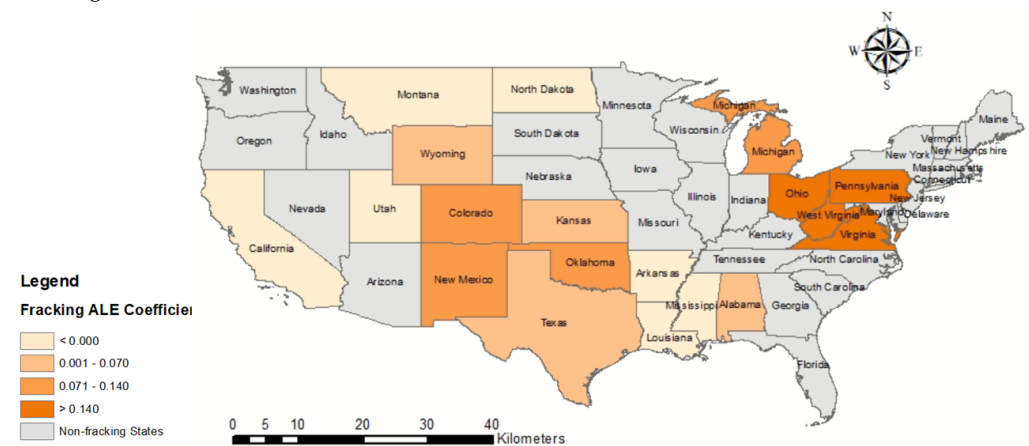 N
W E
S
Washington
Montana
North Dakota
Minnesota
Michigan
Maine
Oregon
Idaho
South Dakota
Wisconsin
Vermont
New York
New Hampshire
Wyoming
Michigan
Massachusetts
Connecticut
Nebraska
Iowa
Ohio
Pennsylvania
New Jersey
Nevada
Utah
Colorado
Kansas
Missouri
Illinois
Indiana
West Virginia
Maryland
Delaware
Virginia
Kentucky
California
Arizona
New Mexico
Oklahoma
Arkansas
Tennessee
North Carolina
South Carolina
Texas
Mississippi
Alabama
Georgia
Louisiana
Florida
Legend
Fracking ALE Coefficier
< 0.000
0.001 - 0.070
0.071 - 0.140
> 0.140
Non-fracking States
0 5 10 20 30 40
Kilometers